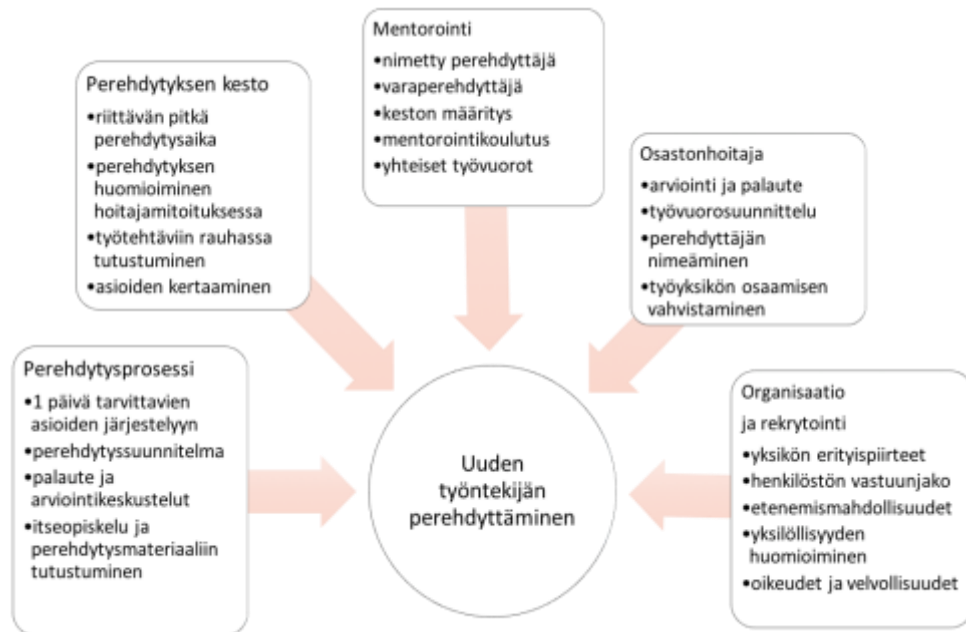 Perehdytysprosessi
•1 päivä tarvittavien
asioiden järjestelyyn
•perehdytyssuunnitelma
•palaute ja
arviointikeskustelut
•itseopiskelu ja
perehdytysmateriaaliin
tutustuminen
Perehdytyksen kesto
•riittävän pitkä
perehdytysaika
•perehdytyksen
huomioiminen
hoitajamitoituksessa
•työtehtäviin rauhassa
tutustuminen
•asioiden kertaaminen
Mentorointi
•nimetty perehdyttäjä
•varaperehdyttäjä
•keston määritys
•mentorointikoulutus
•yhteiset työvuorot
Osastonhoitaja
•arviointi ja palaute
•työvuorosuunnittelu
•perehdyttäjän
nimeäminen
•työyksikön osaamisen
vahvistaminen
Organisaatio
ja rekrytointi
•yksikön erityispiirteet
•henkilöstön vastuunjako
•etenemismahdollisuudet
•yksilöllisyyden
huomioiminen
•oikeudet ja velvollisuudet
Uuden
työntekijän
perehdyttäminen